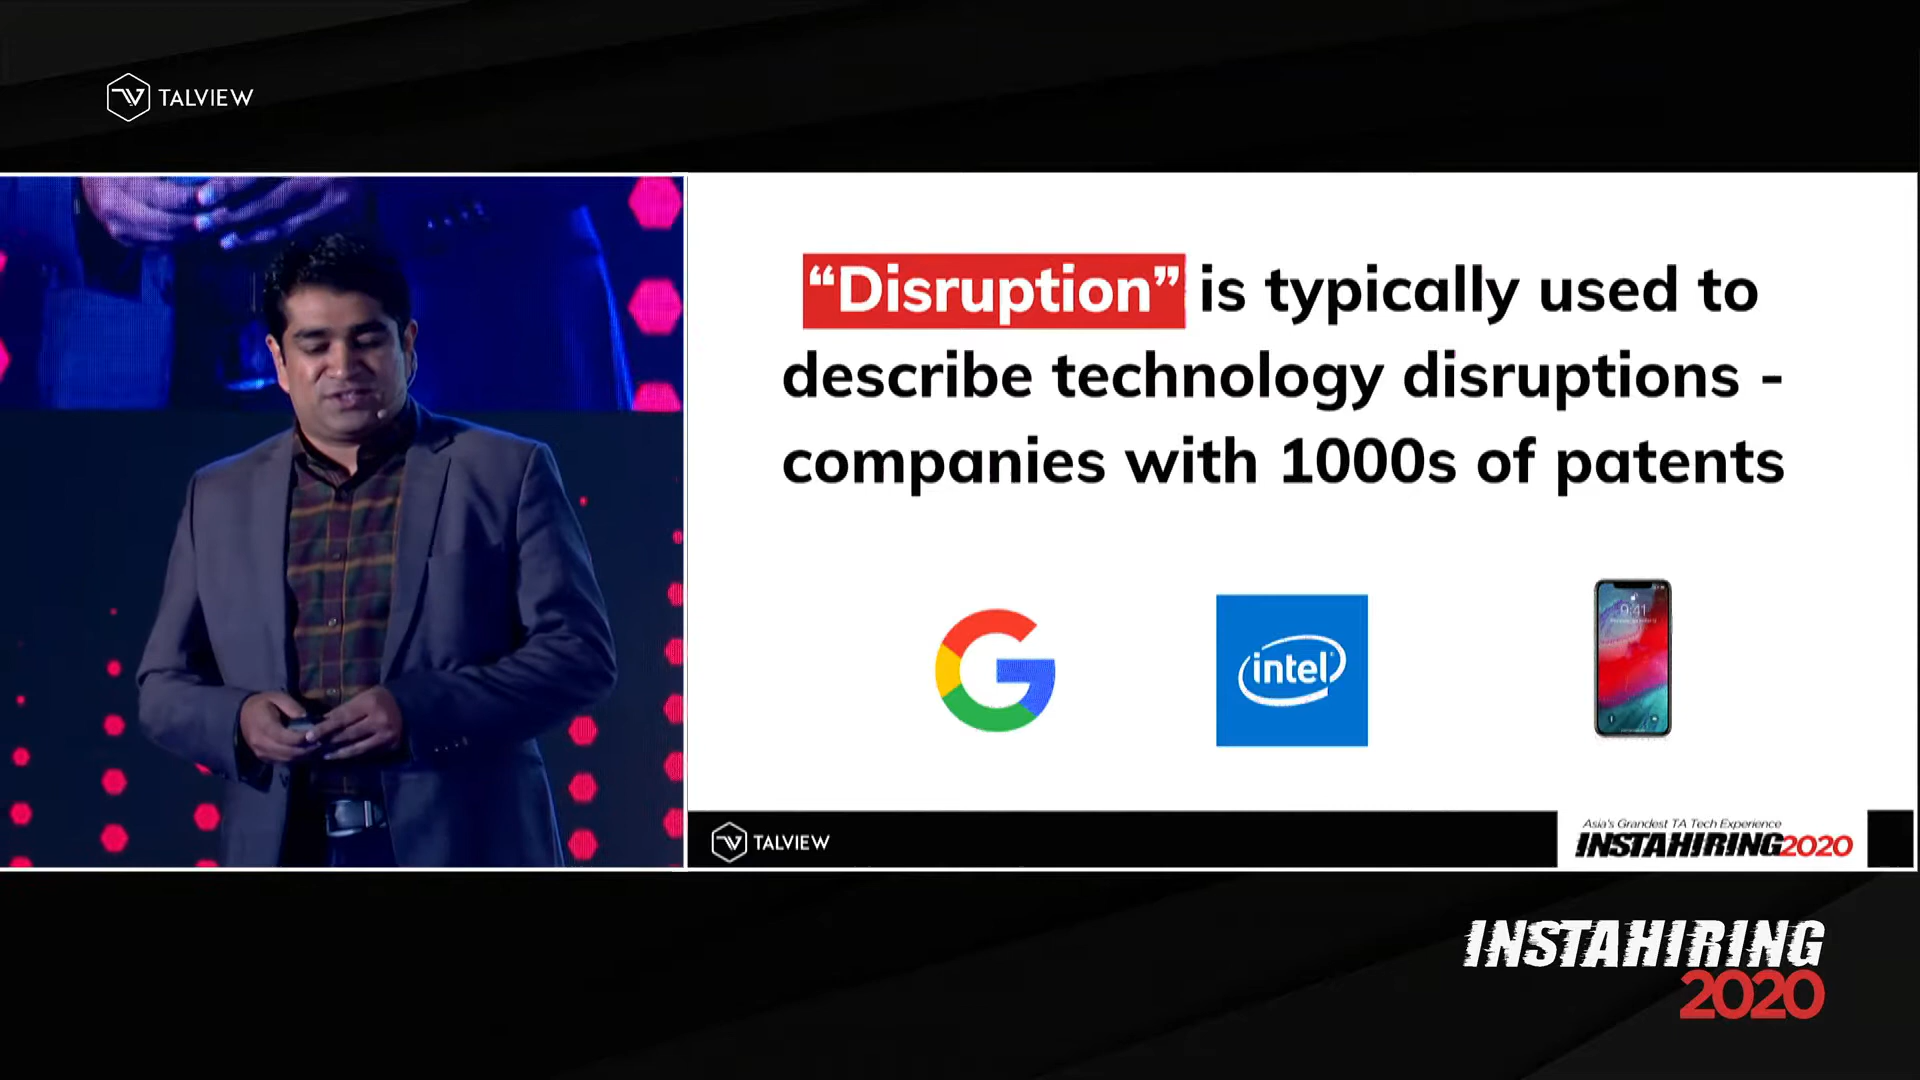 TALVIEW
“Disruption” is typically used to
describe technology disruptions -
companies with 1000s of patents
intel
9:41
TALVIEW
Asia's Grandest TA Tech Experience
INSTAHIRING2020
INSTAHIRING
2020